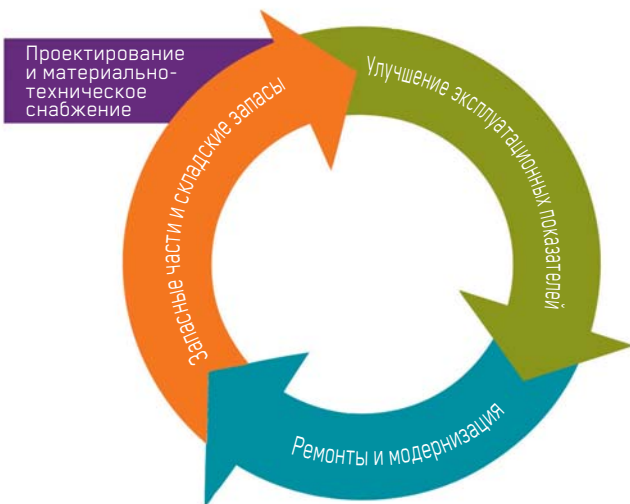 Проектирование
и материально-
техническое
снабжение
Улучшение эксплуатационных показателей
Ремонты и модернизация
Запасные части и складские запасы